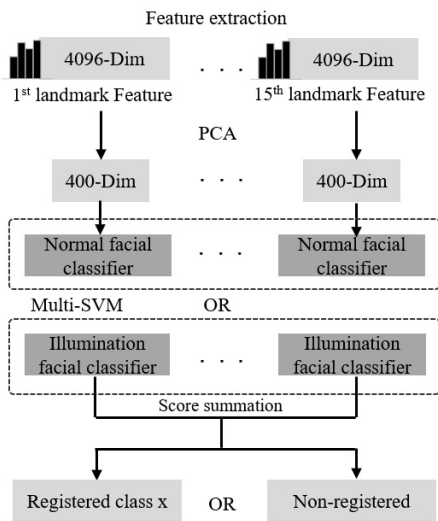 Feature extraction
4096-Dim . . . 4096-Dim
1st landmark Feature 15th landmark Feature
PCA
400-Dim . . . 400-Dim
Normal facial classifier . . . Normal facial classifier
Multi-SVM OR
Illumination facial classifier . . . Illumination facial classifier
Score summation
Registered class x OR Non-registered